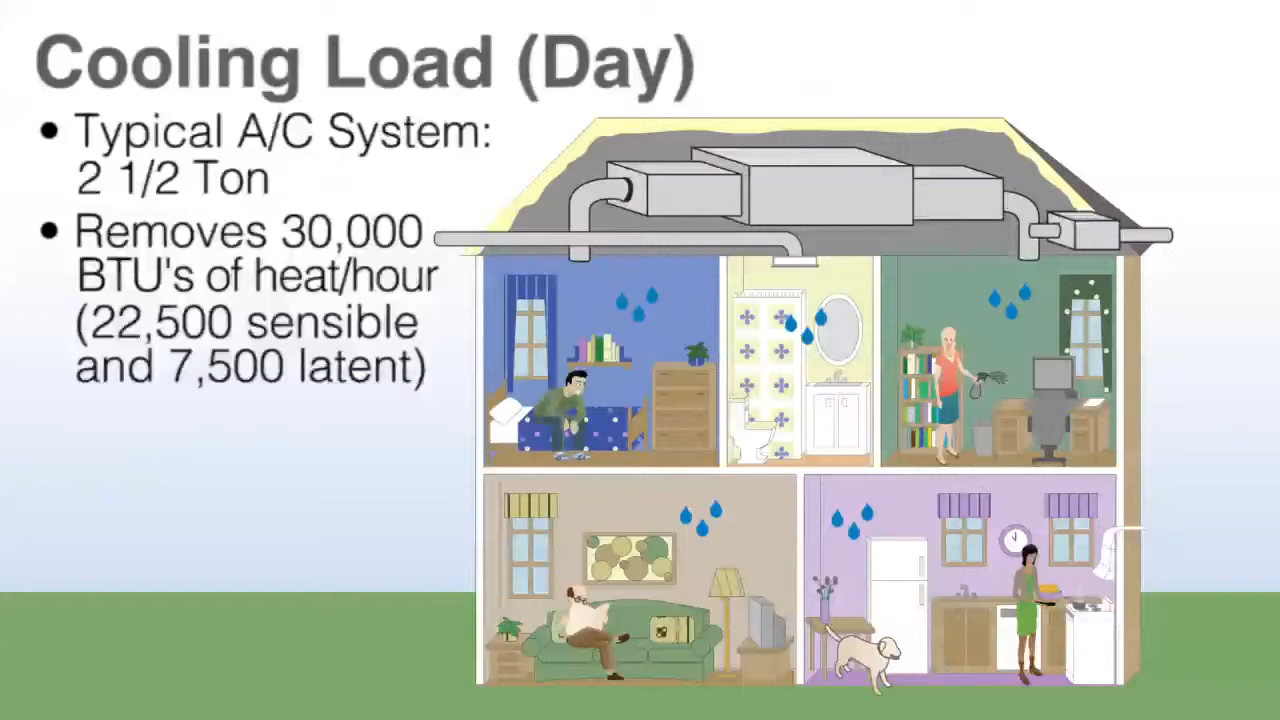 Cooling Load (Day)
• Typical A/C System:
2 1/2 Ton
• Removes 30,000
BTU's of heat/hour
(22,500 sensible
and 7,500 latent)